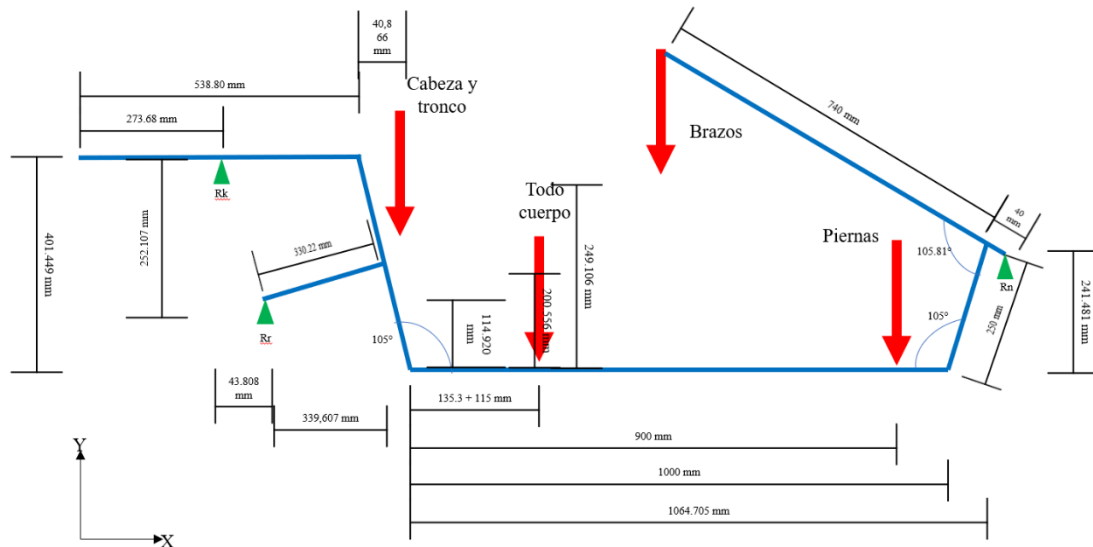 40,8
66
mm
538.80 mm
Cabeza y
tronco
273.68 mm
740 mm
Brazos
Rk
Todo
cuerpo
401.449 mm
252.107 mm
330.22 mm
249.106 mm
Piernas
40 mm
105.81°
Rn
Rr
114.920
mm
200.556 mm
105°
105°
250 mm
241.481 mm
43.808
mm
135.3 + 115 mm
339,607 mm
900 mm
Y
1000 mm
1064.705 mm
X